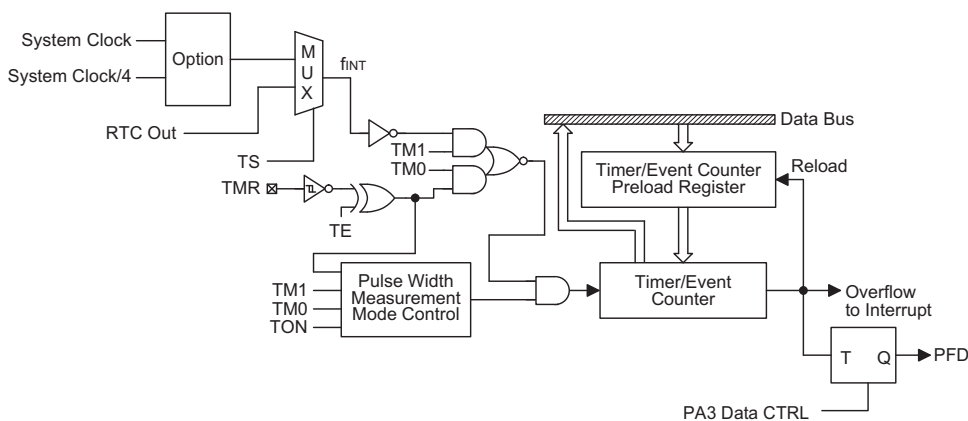 System Clock
System Clock/4
Option
M
U
X
fINT
RTC Out
TS
TM1
TM0
TMR
TE
Data Bus
Timer/Event Counter
Preload Register
Reload
TM1
TM0
TON
Pulse Width
Measurement
Mode Control
Timer/Event
Counter
Overflow
to Interrupt
T
Q
PFD
PA3 Data CTRL